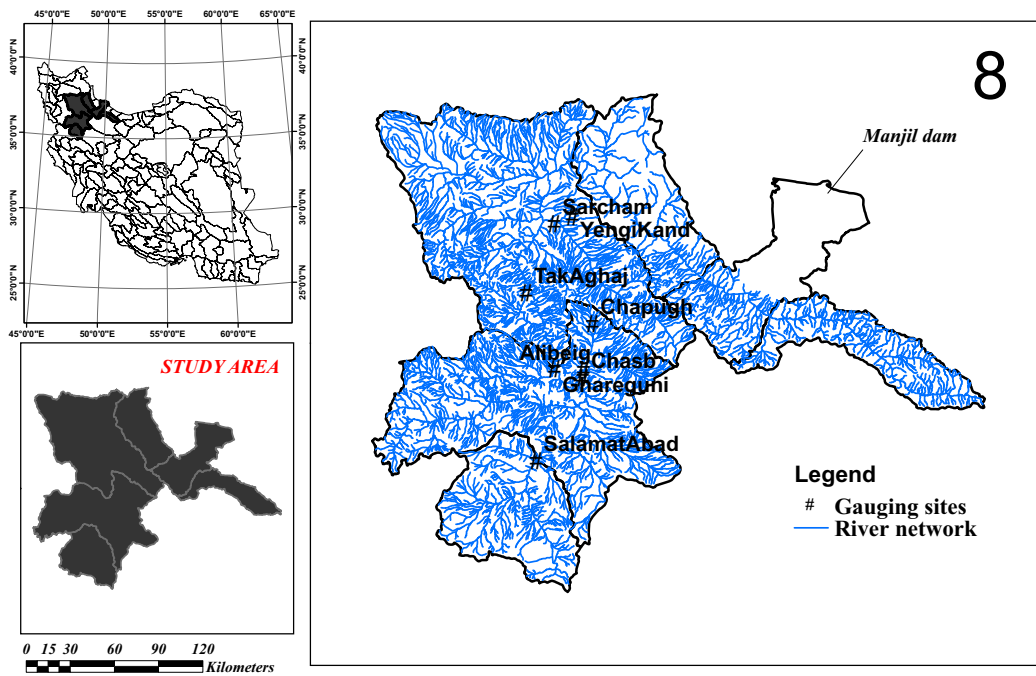 45°0'0"E 50°0'0"E 55°0'0"E 60°0'0"E 65°0'0"E
40°0'0"N
35°0'0"N
30°0'0"N
25°0'0"N
40°0'0"N
35°0'0"N
30°0'0"N
25°0'0"N
45°0'0"E 50°0'0"E 55°0'0"E 60°0'0"E
STUDY AREA
0 15 30 60 90 120
Kilometers
8
Manjil dam
Sarcham
YengiKand
TakAghaj
Chapugh
Alibeig
Chasb
Ghareguni
SalamatAbad
Legend
# Gauging sites
River network